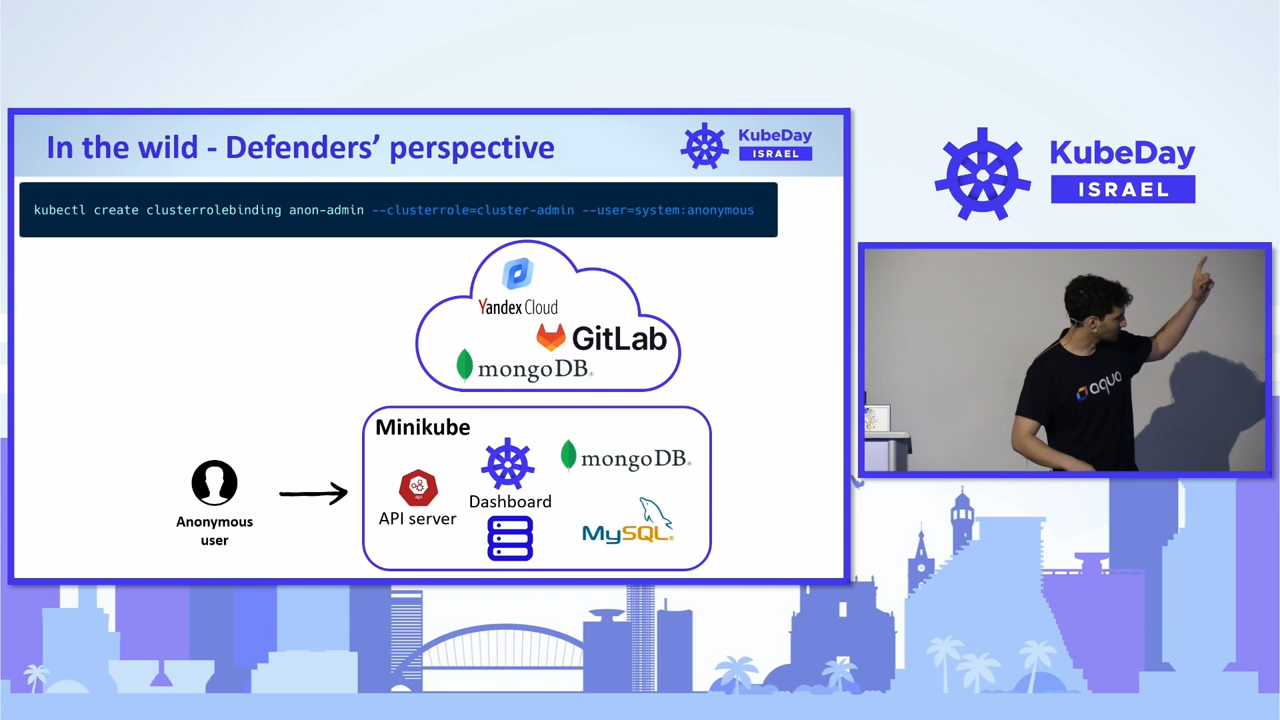 In the wild - Defenders’ perspective
KubeDay
ISRAEL
kubectl create clusterrolebinding anon-admin --clusterrole=cluster-admin --user=system:anonymous
Yandex Cloud
GitLab
mongoDB®
Minikube
API server
Dashboard
mongoDB®
MySQL®
Anonymous
user
KubeDay
ISRAEL
aqua